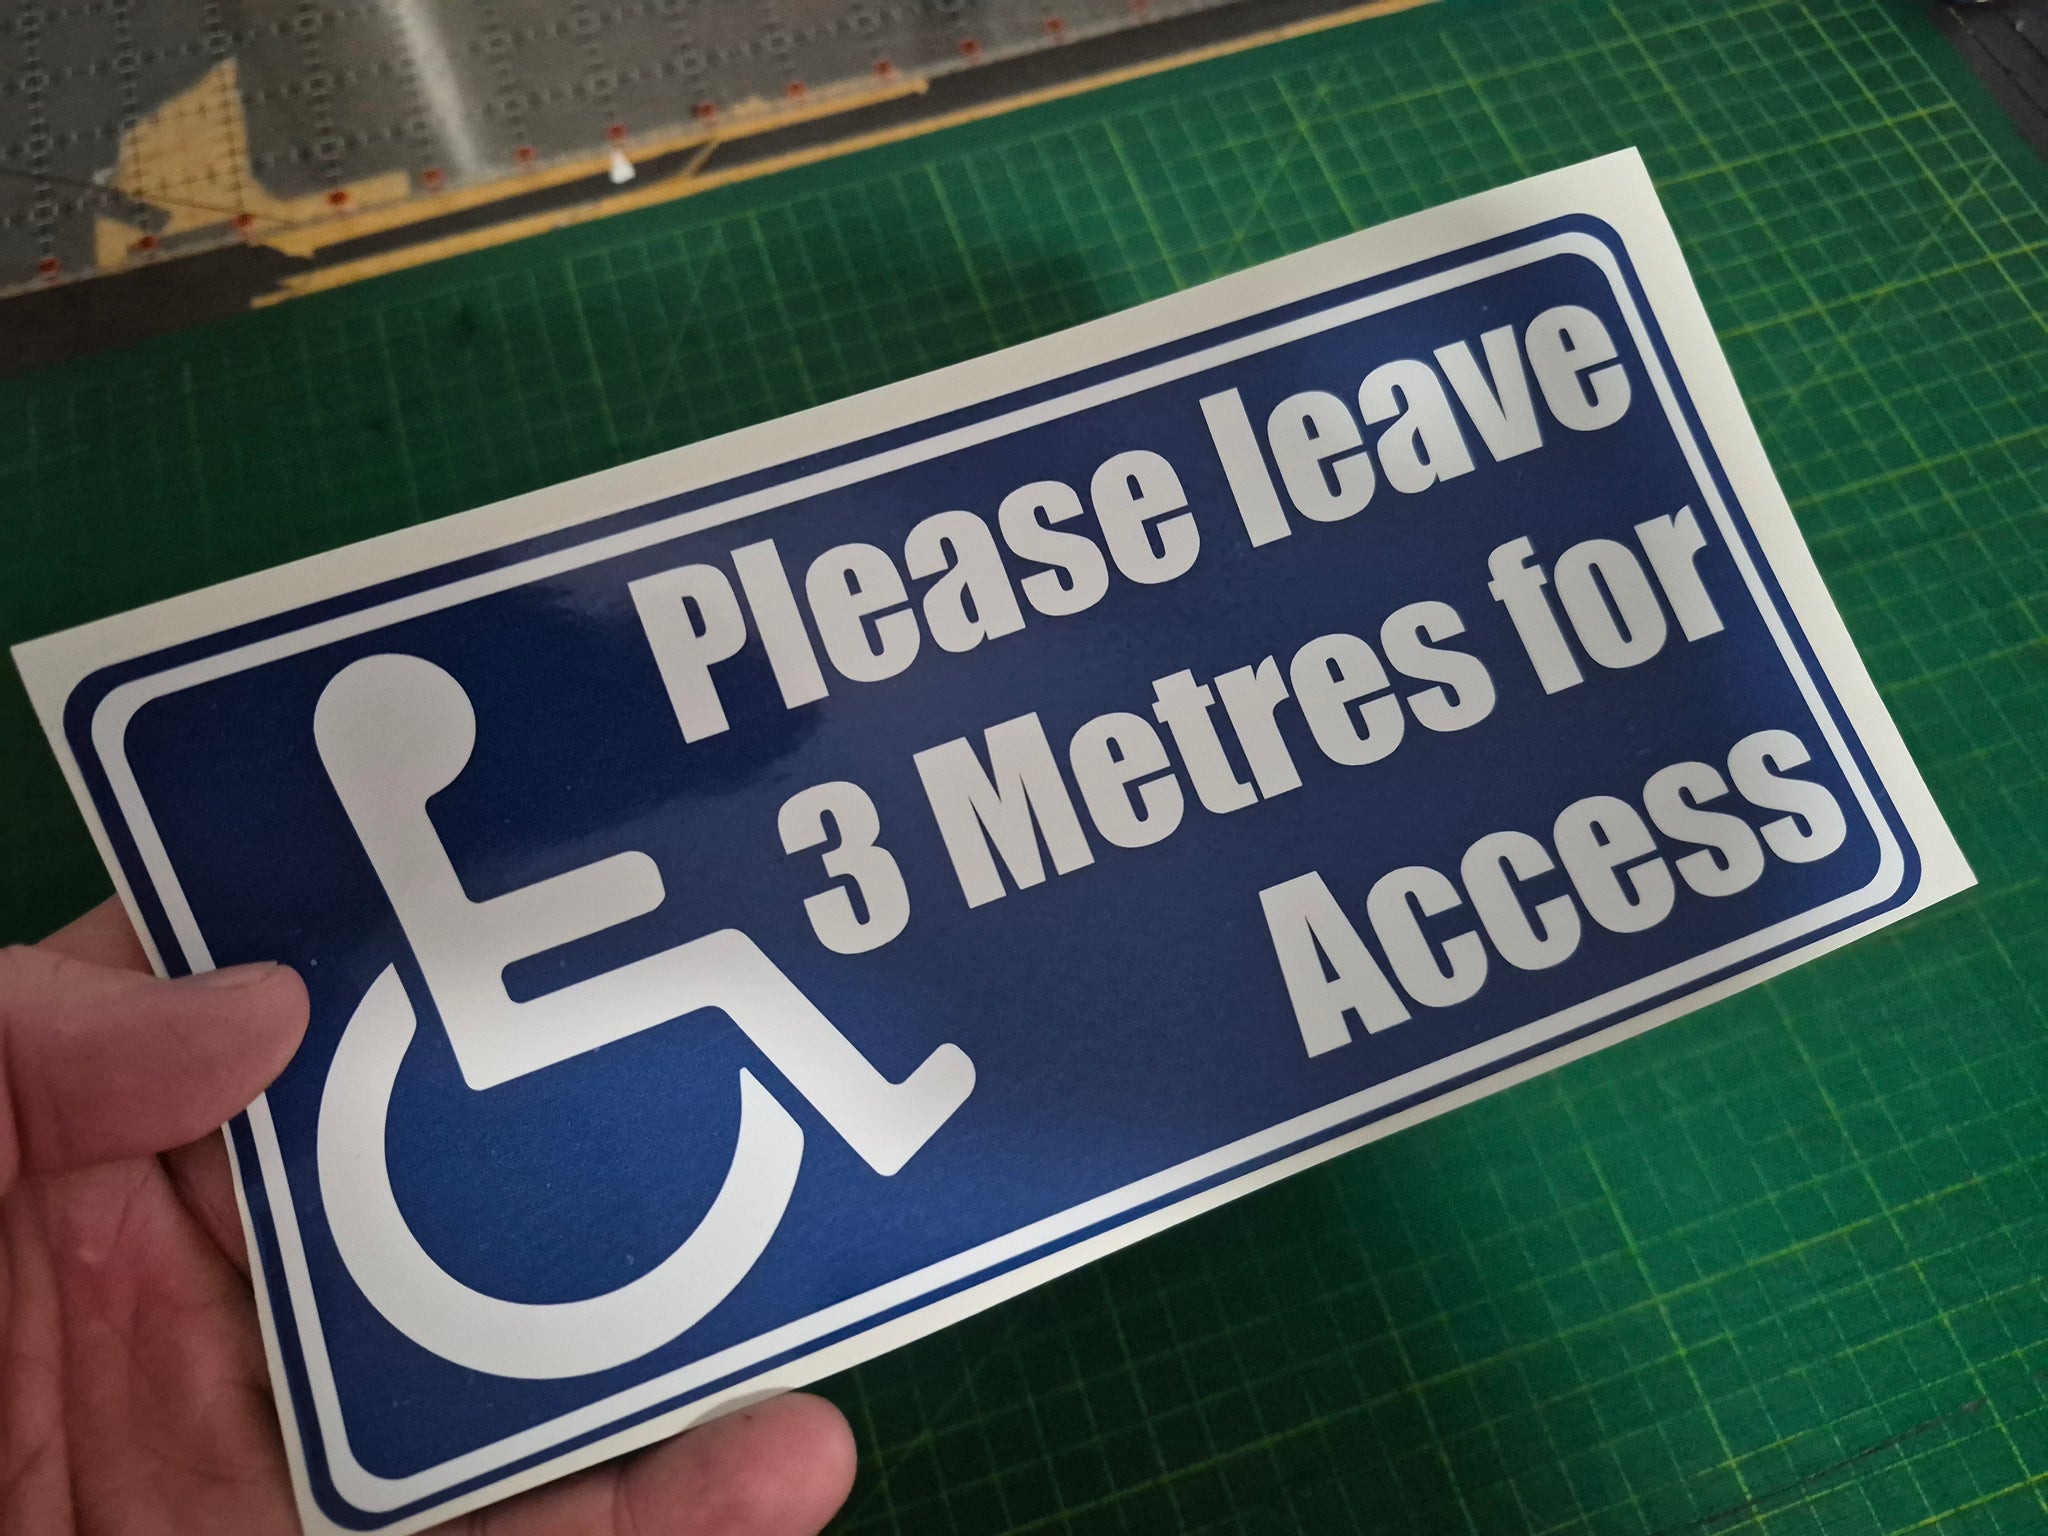 Please leave
3 Metres for
Access